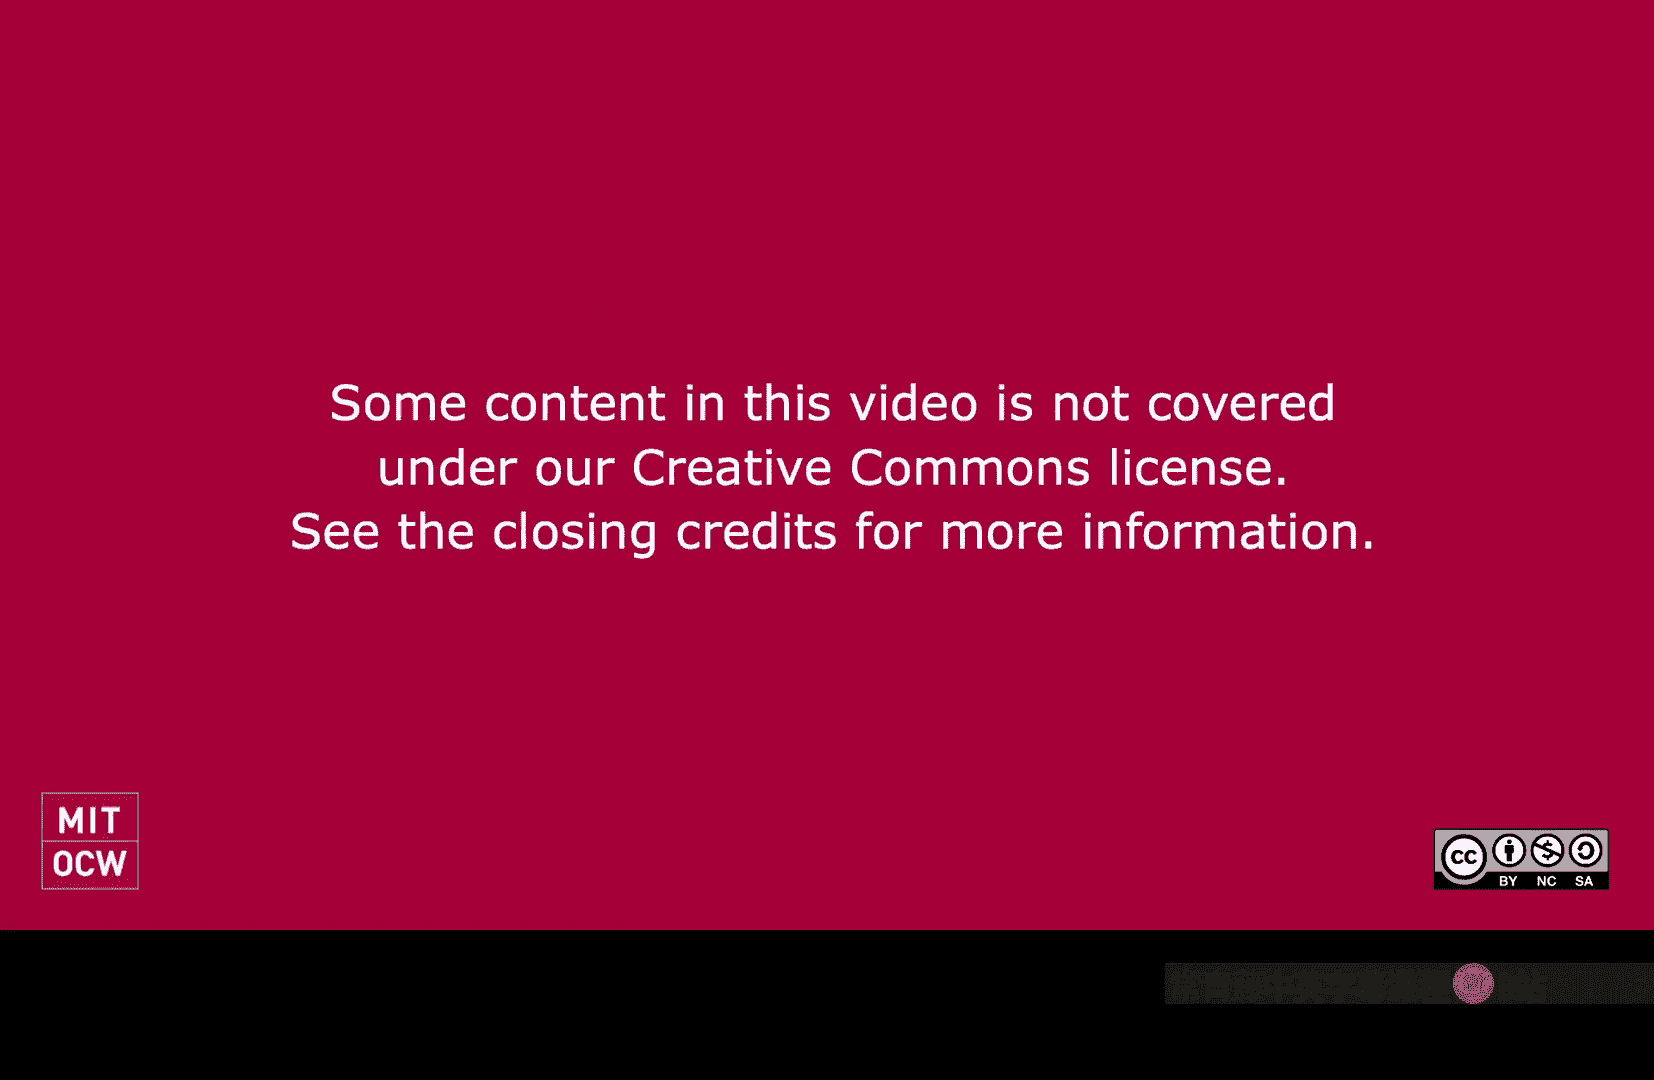 Some content in this video is not covered
under our Creative Commons license.
See the closing credits for more information.
MIT
OCW
cc
BY NC SA